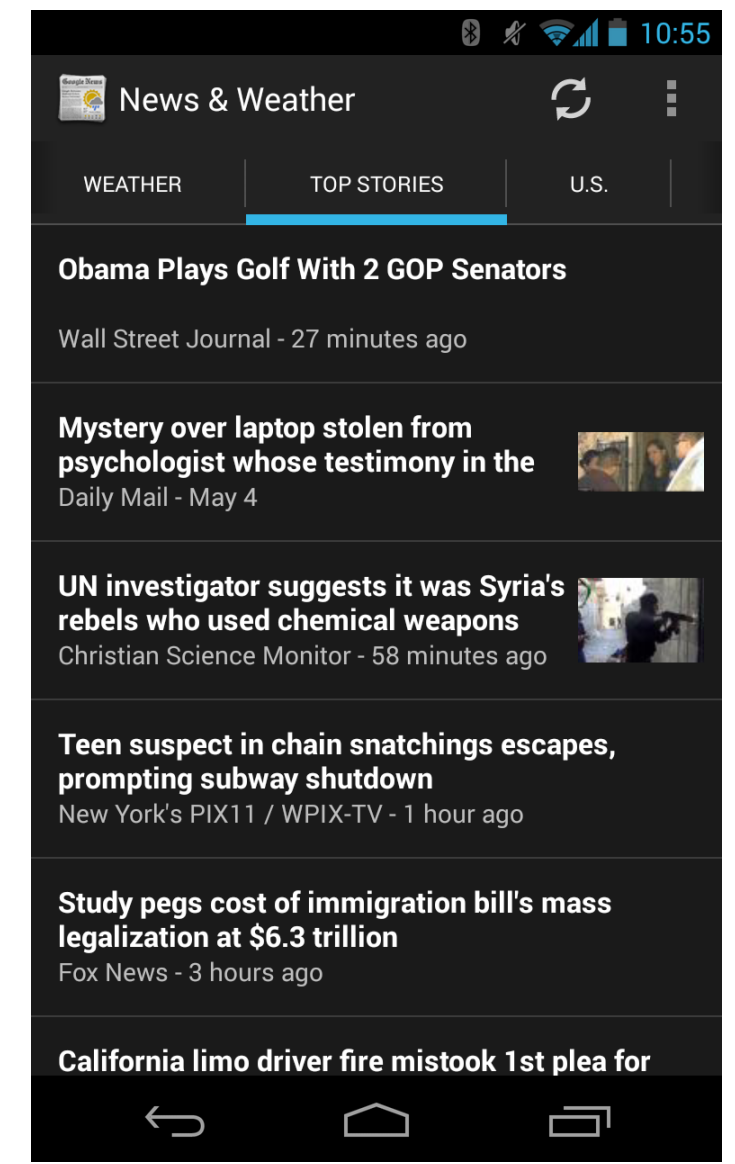 10:55
Google News
News & Weather
WEATHER
TOP STORIES
U.S.
Obama Plays Golf With 2 GOP Senators
Wall Street Journal - 27 minutes ago
Mystery over laptop stolen from
psychologist whose testimony in the
Daily Mail - May 4
UN investigator suggests it was Syria's
rebels who used chemical weapons
Christian Science Monitor - 58 minutes ago
Teen suspect in chain snatchings escapes,
prompting subway shutdown
New York's PIX11 / WPIX-TV - 1 hour ago
Study pegs cost of immigration bill's mass
legalization at $6.3 trillion
Fox News - 3 hours ago
California limo driver fire mistook 1st plea for